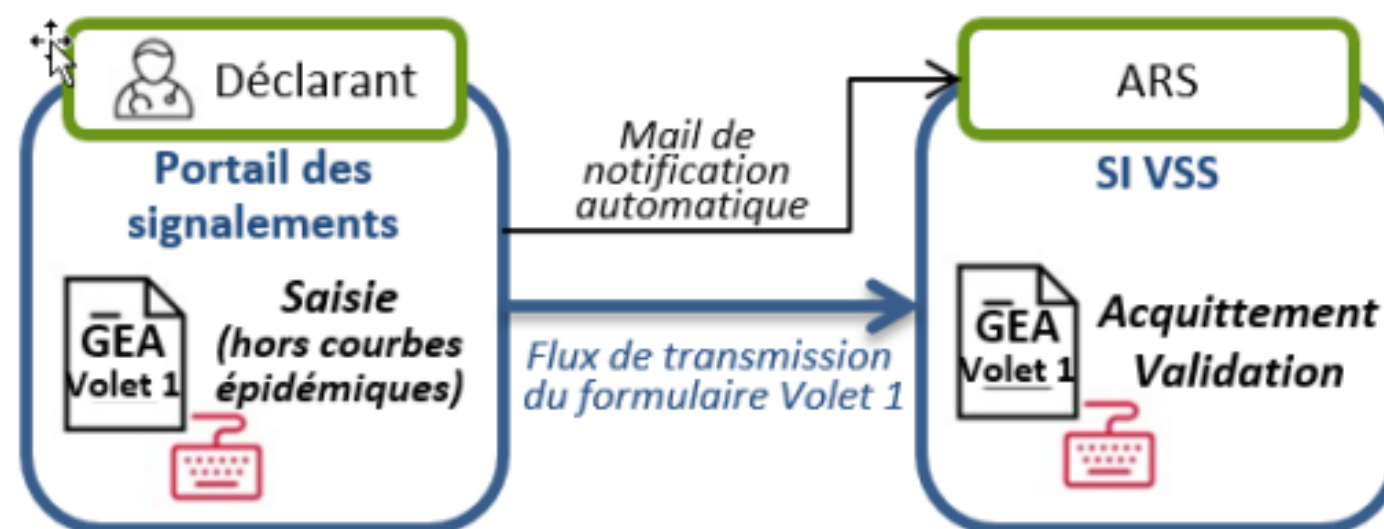 Déclarant
Portail des
signalements
GEA
Volet 1
Saisie
(hors courbes
épidémiques)
Mail de
notification
automatique
Flux de transmission
du formulaire Volet 1
ARS
SI VSS
GEA
Volet 1
Acquittement
Validation